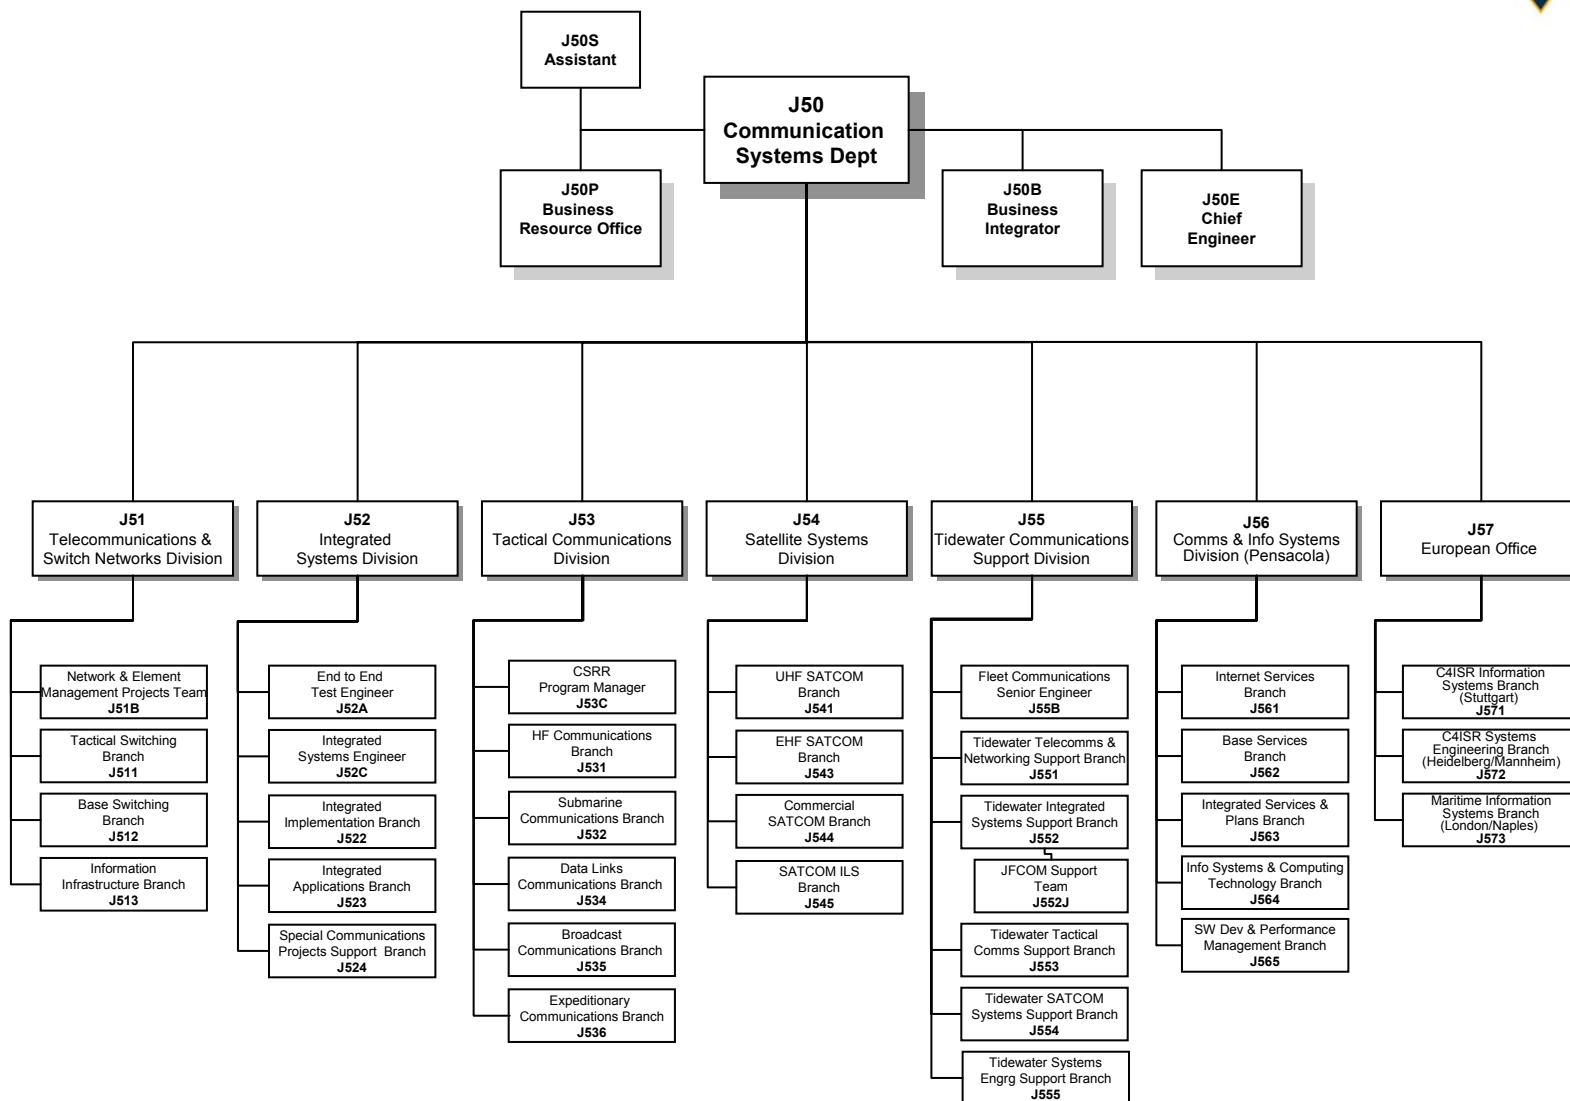 J50S
Assistant
J50
Communication
Systems Dept
J50P
Business
Resource Office
J50B
Business
Integrator
J50E
Chief
Engineer
J51
Telecommunications &
Switch Networks Division
J52
Integrated
Systems Division
J53
Tactical Communications
Division
J54
Satellite Systems
Division
J55
Tidewater Communications
Support Division
J56
Comms & Info Systems
Division (Pensacola)
J57
European Office
Network & Element
Management Projects Team
J51B
Tactical Switching
Branch
J511
Base Switching
Branch
J512
Information
Infrastructure Branch
J513
End to End
Test Engineer
J52A
Integrated
Systems Engineer
J52C
Integrated
Implementation Branch
J522
Integrated
Applications Branch
J523
Special Communications
Projects Support Branch
J524
CSRR
Program Manager
J53C
HF Communications
Branch
J531
Submarine
Communications Branch
J532
Data Links
Communications Branch
J534
Broadcast
Communications Branch
J535
Expeditionary
Communications Branch
J536
UHF SATCOM
Branch
J541
EHF SATCOM
Branch
J543
Commercial
SATCOM Branch
J544
SATCOM ILS
Branch
J545
Fleet Communications
Senior Engineer
J55B
Tidewater Telecomms &
Networking Support Branch
J551
Tidewater Integrated
Systems Support Branch
J552
JFCOM Support
Team
J552J
Tidewater Tactical
Comms Support Branch
J553
Tidewater SATCOM
Systems Support Branch
J554
Tidewater Systems
Engrg Support Branch
J555
Internet Services
Branch
J561
Base Services
Branch
J562
Integrated Services &
Plans Branch
J563
Info Systems & Computing
Technology Branch
J564
SW Dev & Performance
Management Branch
J565
C4ISR Information
Systems Branch
(Stuttgart)
J571
C4ISR Systems
Engineering Branch
(Heidelberg/Mannheim)
J572
Maritime Information
Systems Branch
(London/Naples)
J573